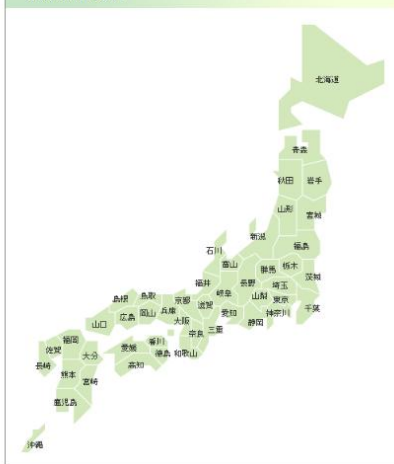 北海道
青森
秋田 岩手
山形 宮城
新潟
福島
石川
富山 群馬 栃木
茨城
福井 岐阜 長野 埼玉
山梨 東京
千葉
島根 鳥取 京都 滋賀 愛知 神奈川
静岡
山口 広島 岡山 兵庫 大阪
奈良 三重
和歌山
愛媛 香川
徳島
高知
福岡
佐賀 大分
長崎 熊本 宮崎
鹿児島
沖縄